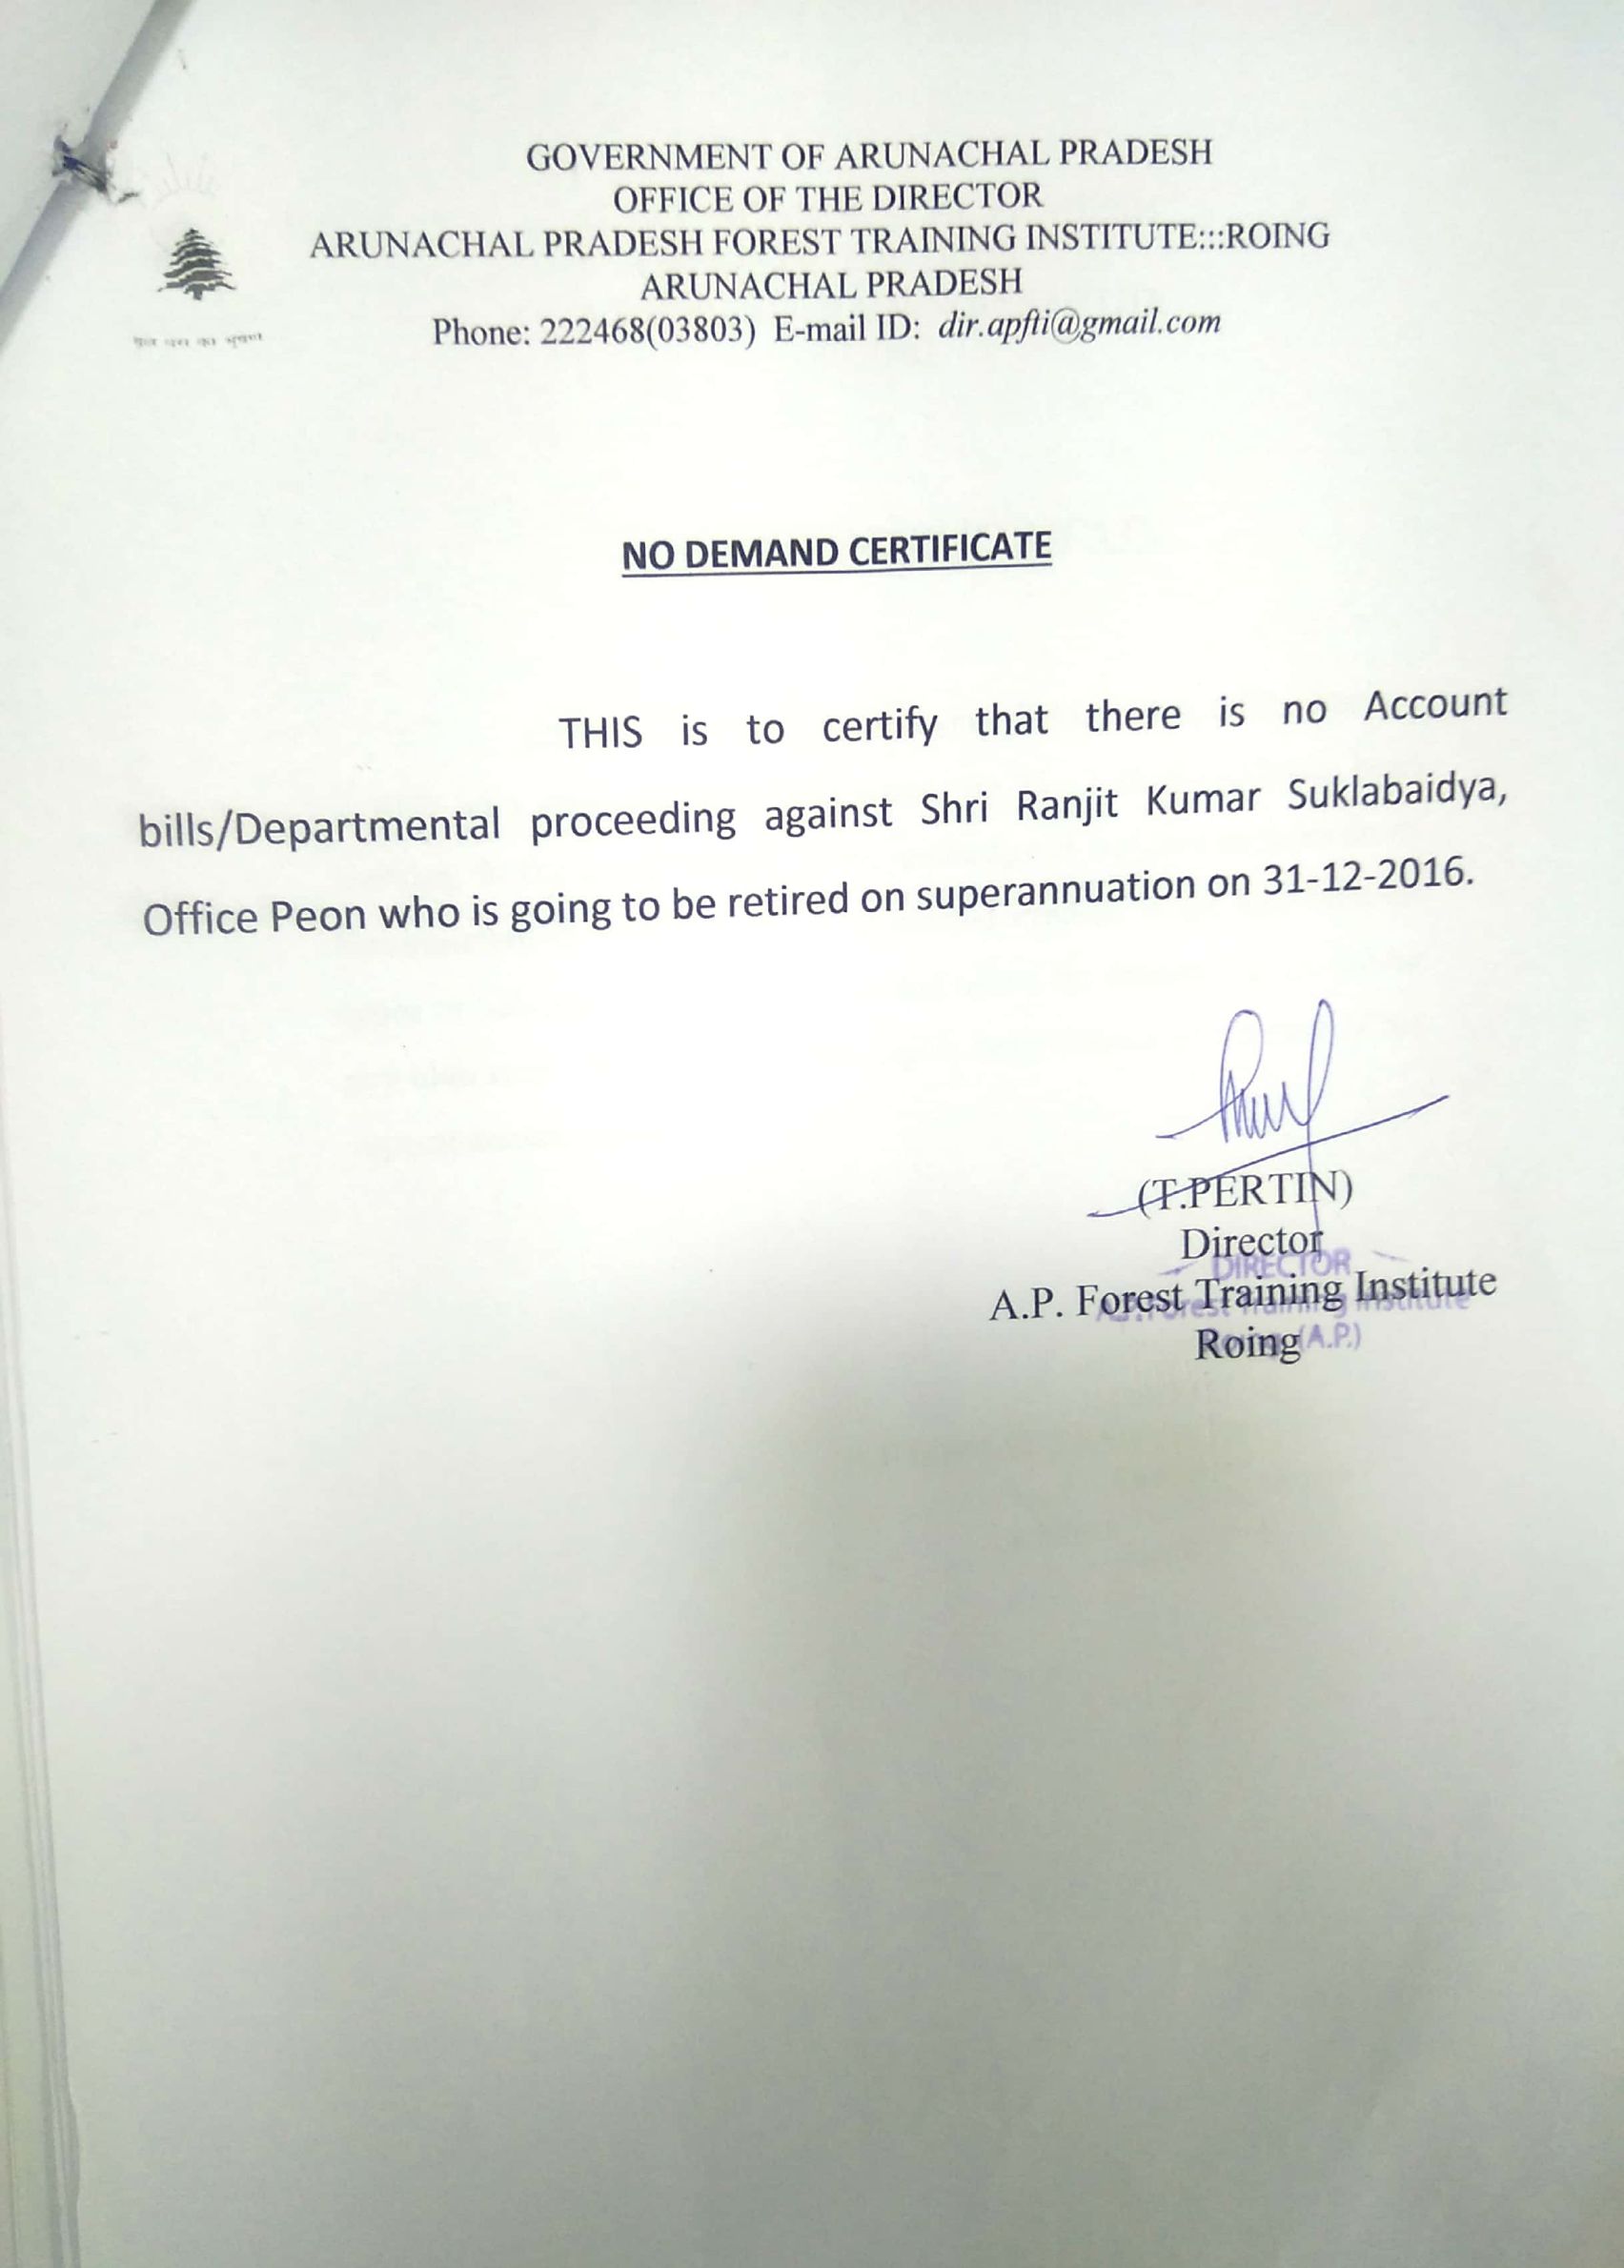 GOVERNMENT OF ARUNACHAL PRADESH
OFFICE OF THE DIRECTOR
ARUNACHAL PRADESH FOREST TRAINING INSTITUTE:::ROING
ARUNACHAL PRADESH
Phone: 222468(03803) E-mail ID: dir.apfti@gmail.com
NO DEMAND CERTIFICATE
THIS is to certify that there is no Account
bills/Departmental proceeding against Shri Ranjit Kumar Suklabaidya,
Office Peon who is going to be retired on superannuation on 31-12-2016.
(T.PERTIN)
Director
DIRECTOR
A.P. Forest Training Institute
A.P. Forest Training Institute
Roing
(A.P.)